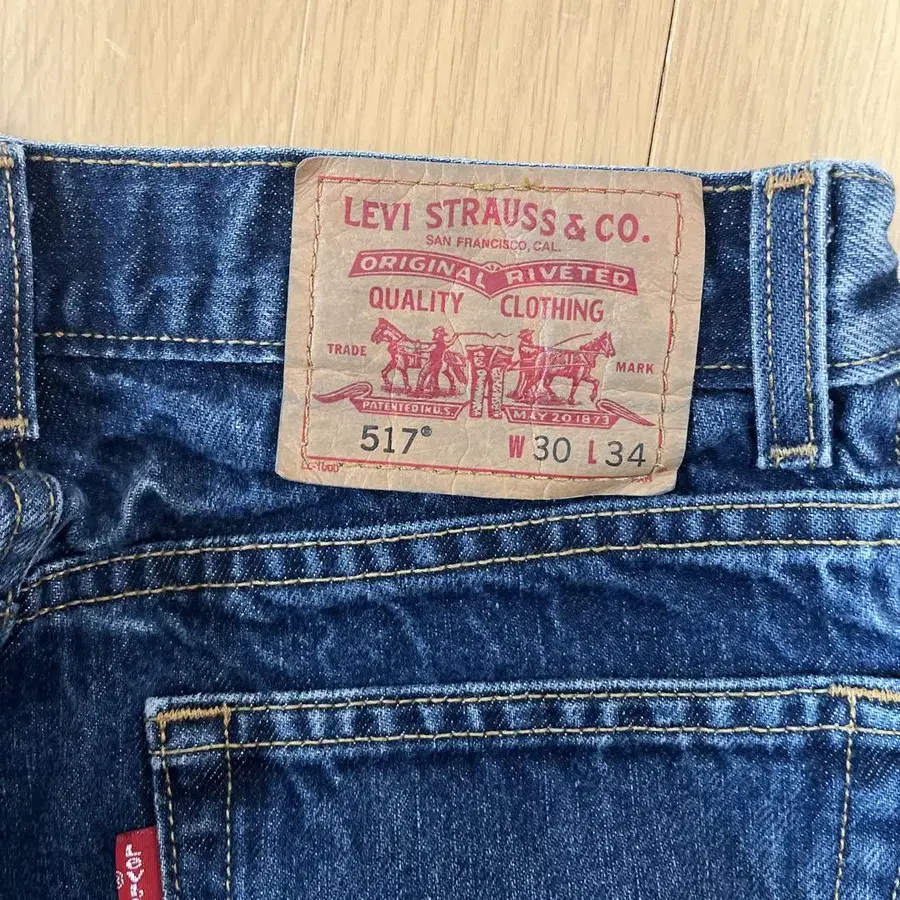 LEVI STRAUSS & CO.
SAN FRANCISCO, CAL.
ORIGINAL RIVETED
QUALITY CLOTHING
TRADE MARK
PATENTED IN U.S. MAY 20 1873
517® W 30 L 34
Levi's
®